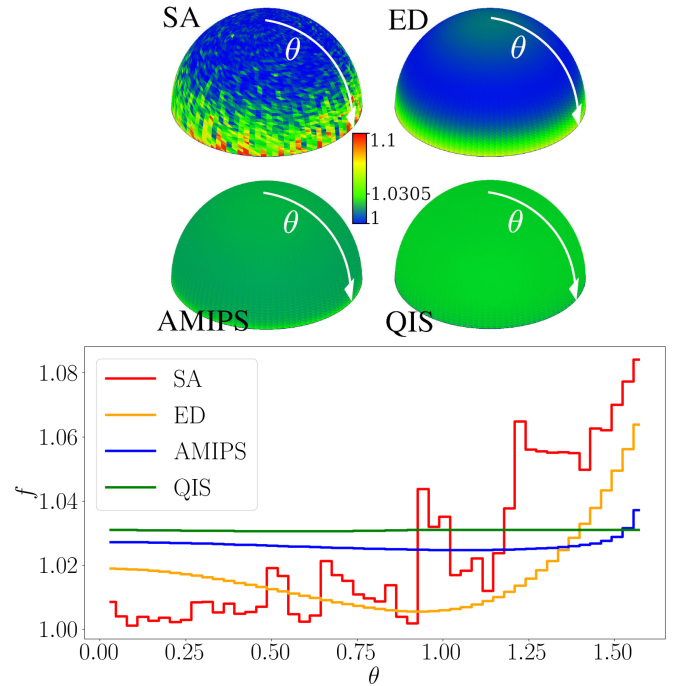 SA ED
θ θ
1.1
1.0305
1
θ θ
AMIPS QIS
1.08
1.06
1.04
1.02
1.00
f
SA
ED
AMIPS
QIS
0.00 0.25 0.50 0.75 1.00 1.25 1.50
θ